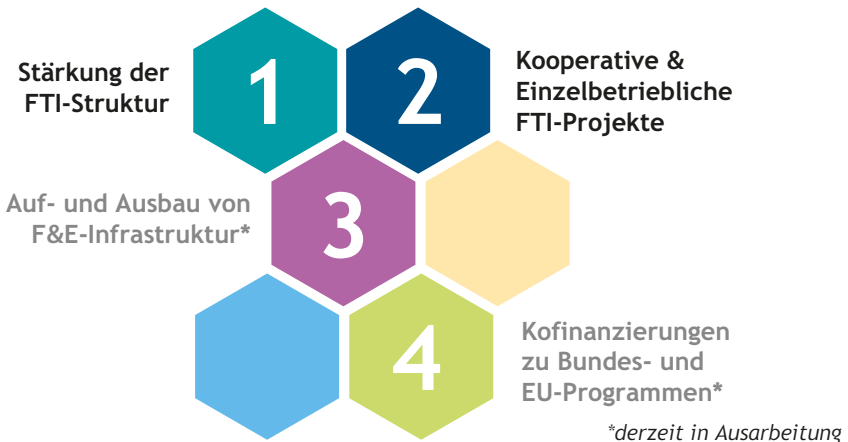 Stärkung der
FTI-Struktur
1
2
Kooperative &
Einzelbetriebliche
FTI-Projekte
Auf- und Ausbau von
F&E-Infrastruktur*
3
4
Kofinanzierungen
zu Bundes- und
EU-Programmen*
*derzeit in Ausarbeitung